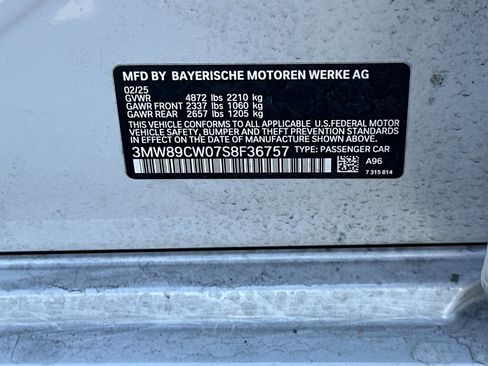 MFD BY BAYERISCHE MOTOREN WERKE AG
02/25
GVWR 4872 lbs 2210 kg
GAWR FRONT 2337 lbs 1060 kg
GAWR REAR 2657 lbs 1205 kg
THIS VEHICLE CONFORMS TO ALL APPLICABLE U.S.FEDERAL MOTOR
VEHICLE SAFETY, BUMPER AND THEFT PREVENTION STANDARDS
IN EFFECT ON THE DATE OF MANUFACTURE SHOWN ABOVE.
3MW89CW07S8F36757 TYPE: PASSENGER CAR
A96
7 315 814